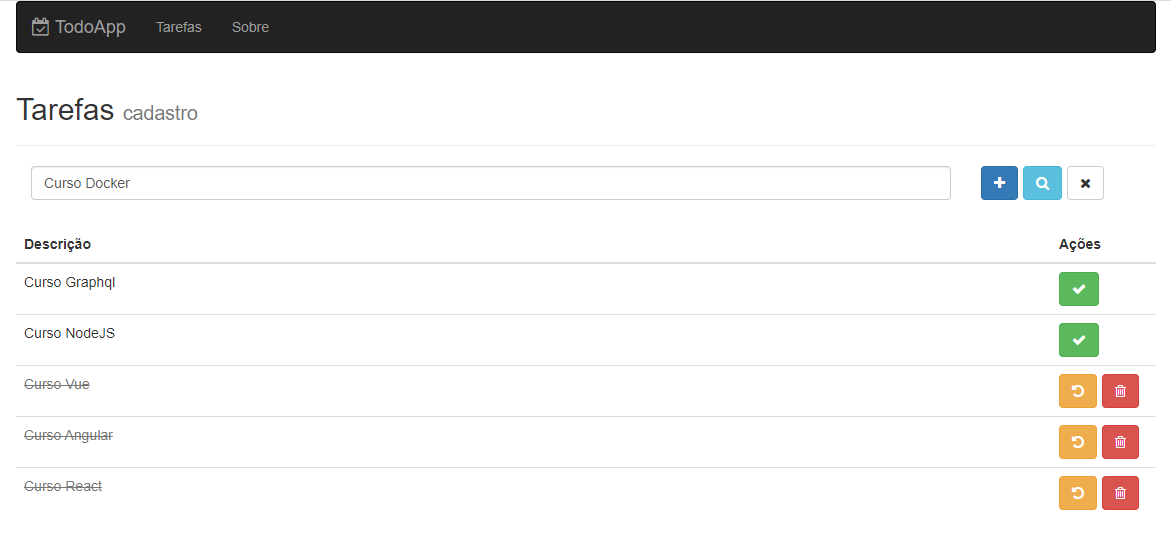 TodoApp Tarefas Sobre
Tarefas cadastro
Curso Docker
Descrição Ações
Curso Graphql
Curso NodeJS
Curso Vue
Curso Angular
Curso React